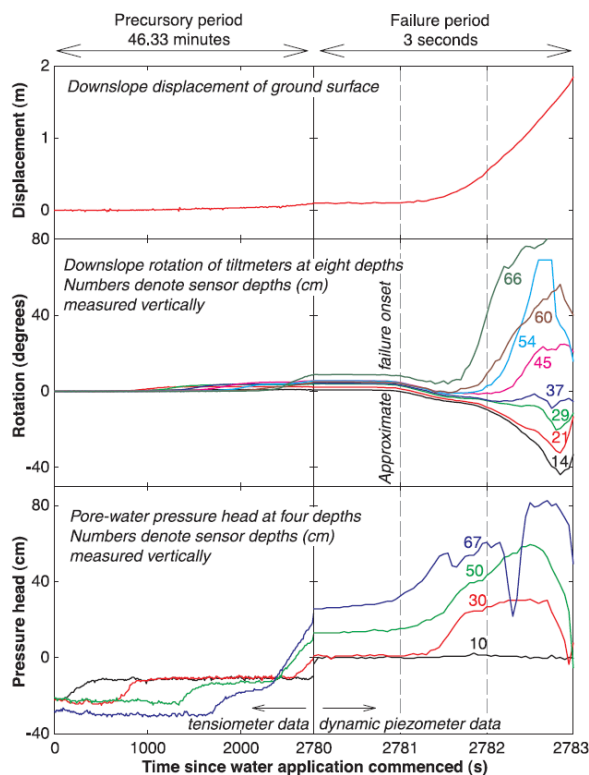 Precursory period
46.33 minutes
Failure period
3 seconds
2
1
0
Displacement (m)
Downslope displacement of ground surface
80
40
0
-40
Rotation (degrees)
Downslope rotation of tiltmeters at eight depths
Numbers denote sensor depths (cm)
measured vertically
Approximate failure onset
66
60
54
45
37
29
21
14
80
40
0
-40
Pressure head (cm)
Pore-water pressure head at four depths
Numbers denote sensor depths (cm)
measured vertically
67
50
30
10
tensiometer data
dynamic piezometer data
0 1000 2000 2780 2781 2782 2783
Time since water application commenced (s)